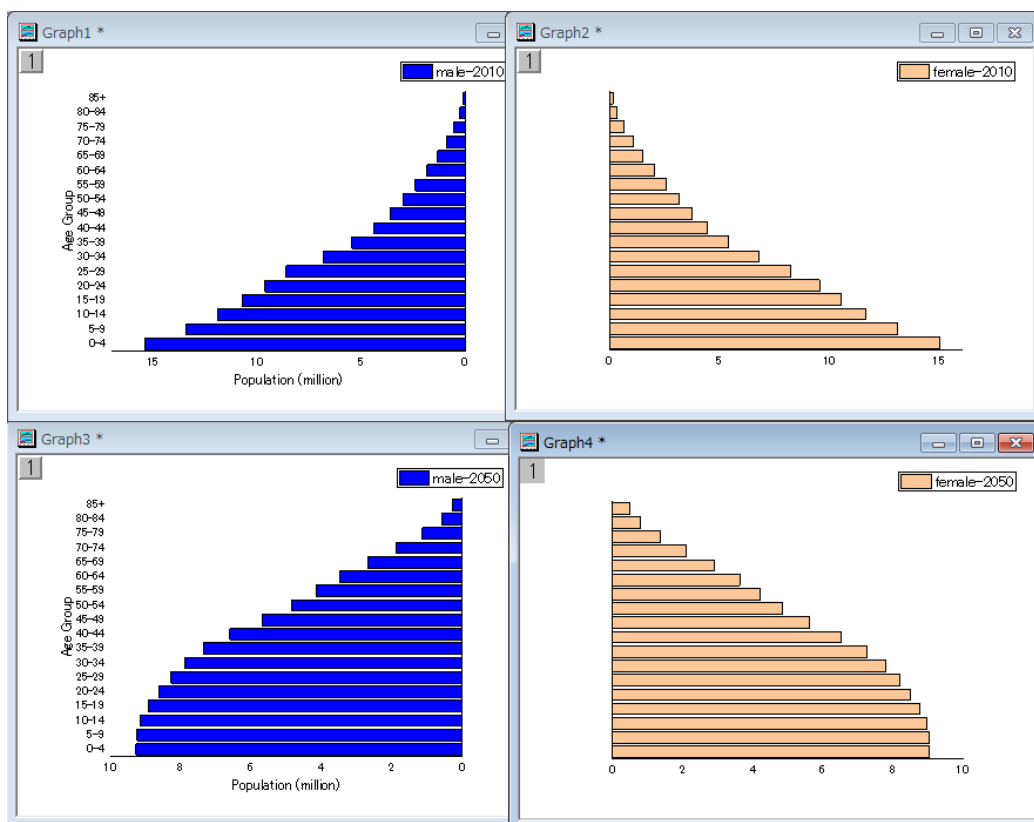 Graph1 *
1
male-2010
85+
80-84
75-79
70-74
65-69
60-64
55-59
50-54
45-49
40-44
35-39
30-34
25-29
20-24
15-19
10-14
5-9
0-4
Age Group
15 10 5 0
Population (million)
Graph2 *
1
female-2010
0 5 10 15
Graph3 *
1
male-2050
85+
80-84
75-79
70-74
65-69
60-64
55-59
50-54
45-49
40-44
35-39
30-34
25-29
20-24
15-19
10-14
5-9
0-4
Age Group
10 8 6 4 2 0
Population (million)
Graph4 *
1
female-2050
0 2 4 6 8 10